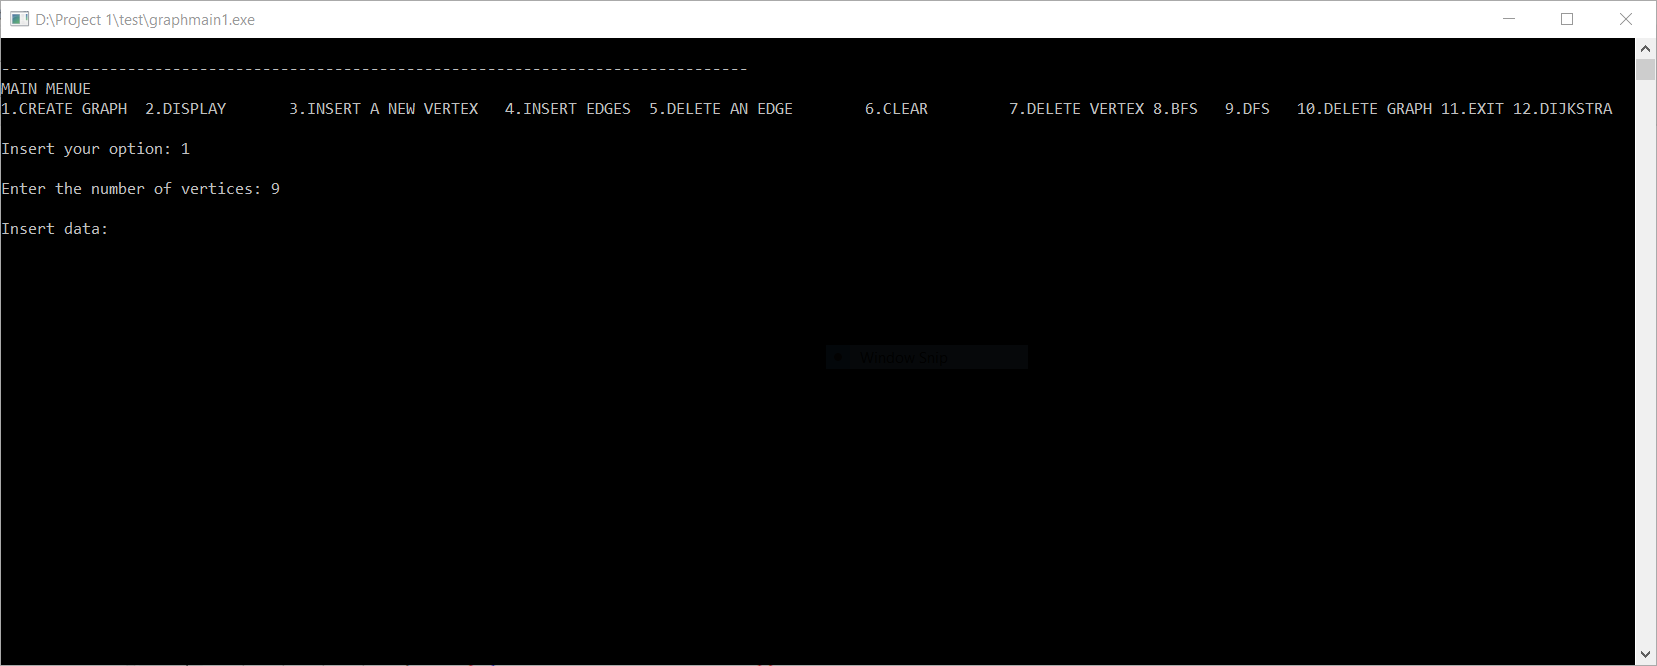 D:\Project 1\test\graphmain1.exe
-----------------------------------------------------------------------------------
MAIN MENUE
1.CREATE GRAPH 2.DISPLAY 3.INSERT A NEW VERTEX 4.INSERT EDGES 5.DELETE AN EDGE 6.CLEAR 7.DELETE VERTEX 8.BFS 9.DFS 10.DELETE GRAPH 11.EXIT 12.DIJKSTRA
Insert your option: 1
Enter the number of vertices: 9
Insert data:
Window Snip